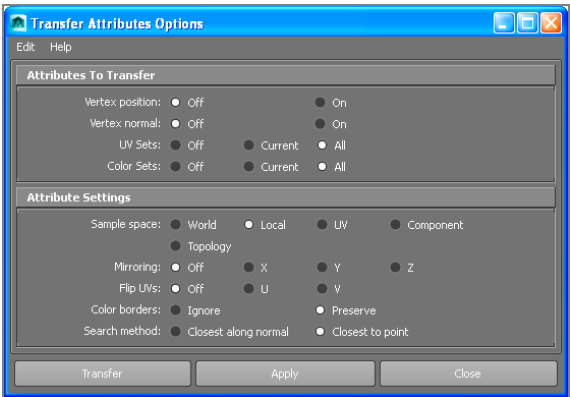 Transfer Attributes Options
Edit Help
Attributes To Transfer
Vertex position: Off On
Vertex normal: Off On
UV Sets: Off Current All
Color Sets: Off Current All
Attribute Settings
Sample space: World Local UV Component
Topology
Mirroring: Off X Y Z
Flip UVs: Off U V
Color borders: Ignore Preserve
Search method: Closest along normal Closest to point
Transfer Apply Close